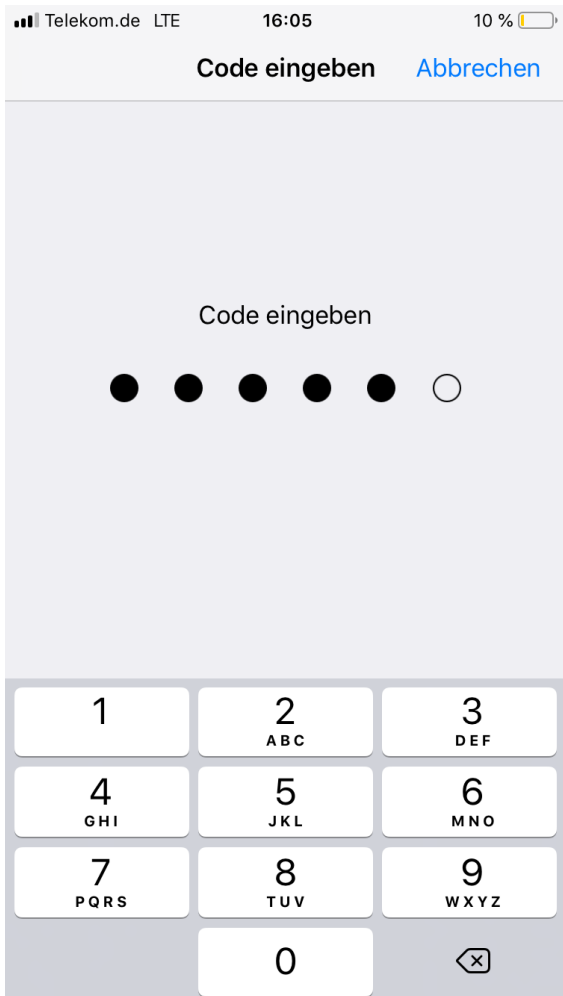 Telekom.de LTE 16:05 10 %
Code eingeben Abbrechen
Code eingeben
1 2 3
ABC DEF
4 5 6
GHI JKL MNO
7 8 9
PQRS TUV WXYZ
0